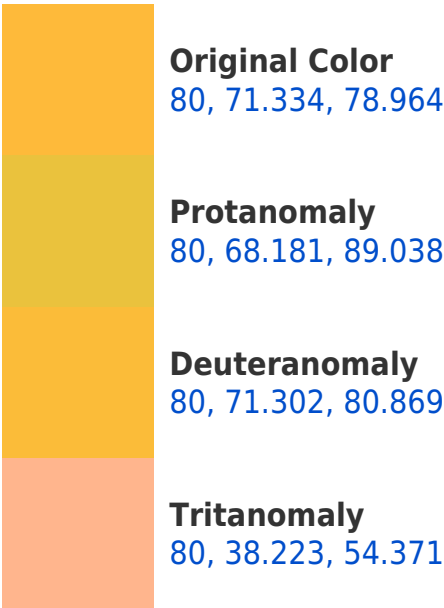 Original Color
80, 71.334, 78.964
Protanomaly
80, 68.181, 89.038
Deuteranomaly
80, 71.302, 80.869
Tritanomaly
80, 38.223, 54.371